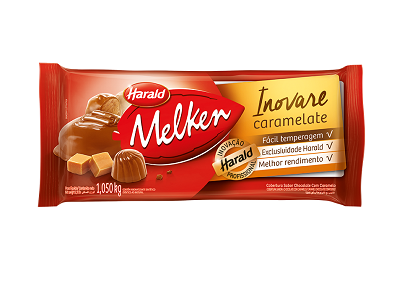 Harald
Melken
Inovare
caramelate
Fácil temperagem
Exclusividade Harald
Melhor rendimento
INOVAÇÃO
Harald
PROFISSIONAL
1,050 kg
Cobertura Sabor Chocolate Com Caramelo